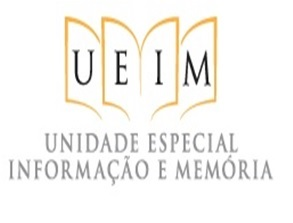 UEIM
UNIDADE ESPECIAL
INFORMAÇÃO E MEMÓRIA